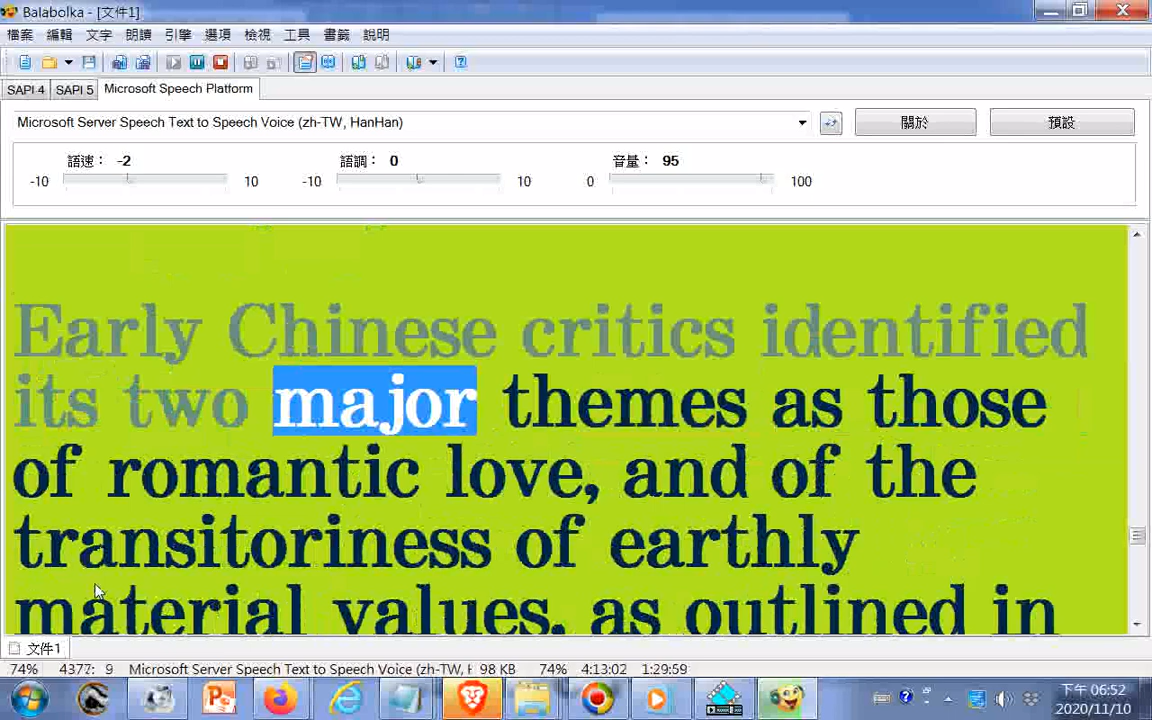 Balabolka - [文件1]
檔案 編輯 文字 朗讀 引擎 選項 檢視 工具 書籤 說明
SAPI 4 SAPI 5 Microsoft Speech Platform
Microsoft Server Speech Text to Speech Voice (zh-TW, HanHan) 關於 預設
語速： -2 語調： 0 音量： 95
-10 10 -10 10 0 100
Early Chinese critics identified
its two major themes as those
of romantic love, and of the
transitoriness of earthly
material values, as outlined in
文件1
74% 4377: 9 Microsoft Server Speech Text to Speech Voice (zh-TW, H 98 KB 74% 4:13:02 1:29:59
下午 06:52
2020/11/10